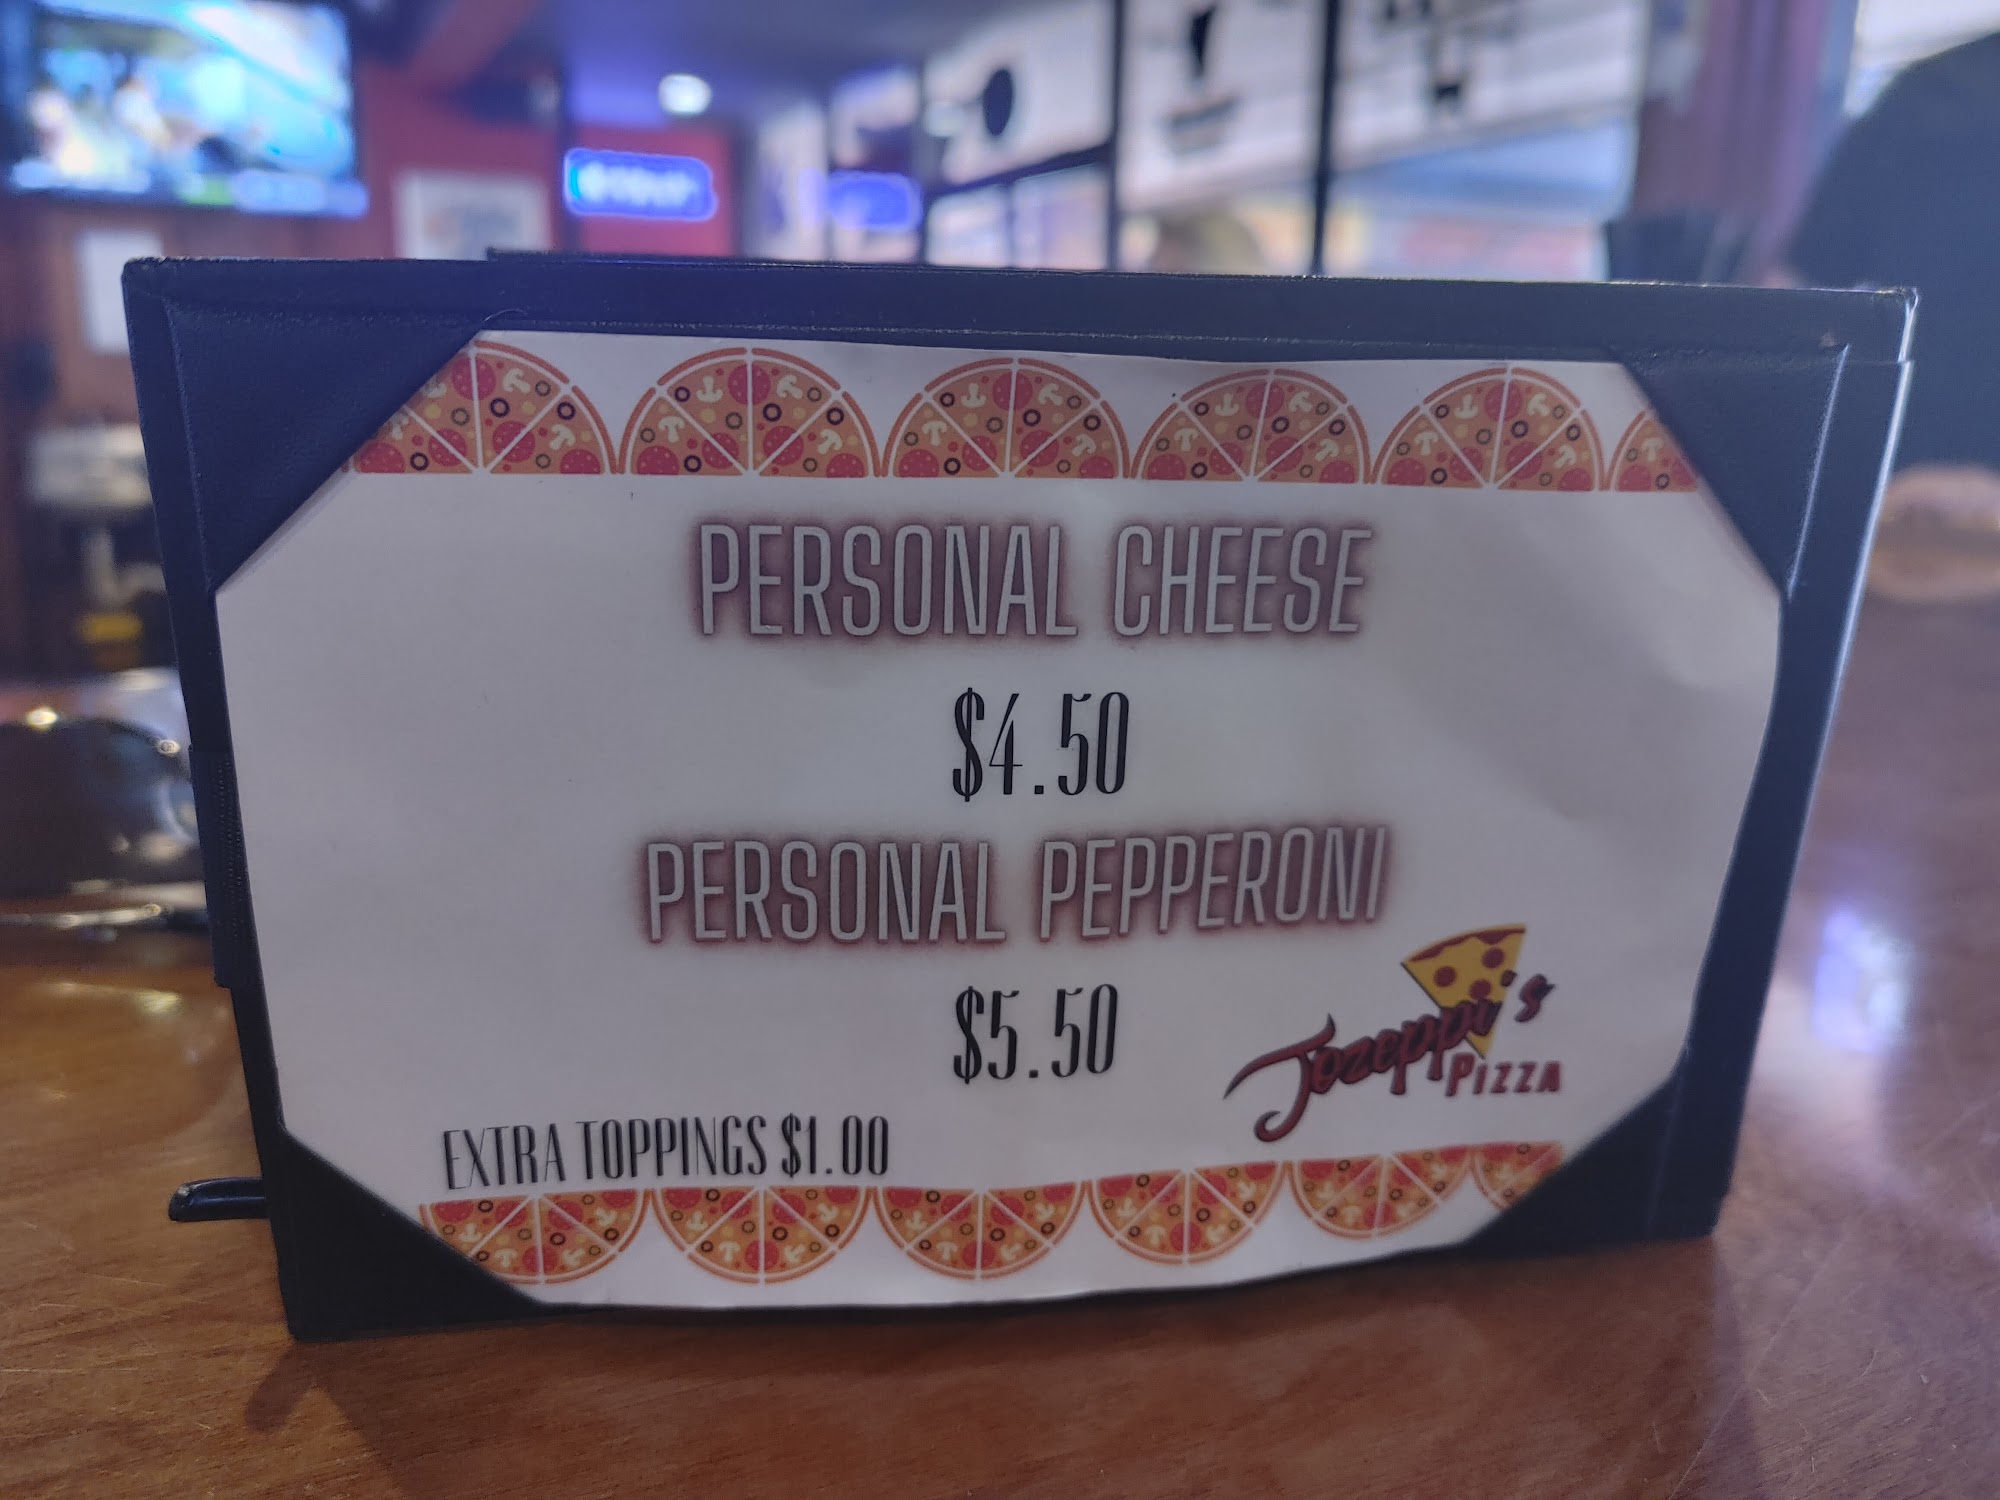 PERSONAL CHEESE
$4.50
PERSONAL PEPPERONI
$5.50
Jozeppi's
PIZZA
EXTRA TOPPINGS $1.00